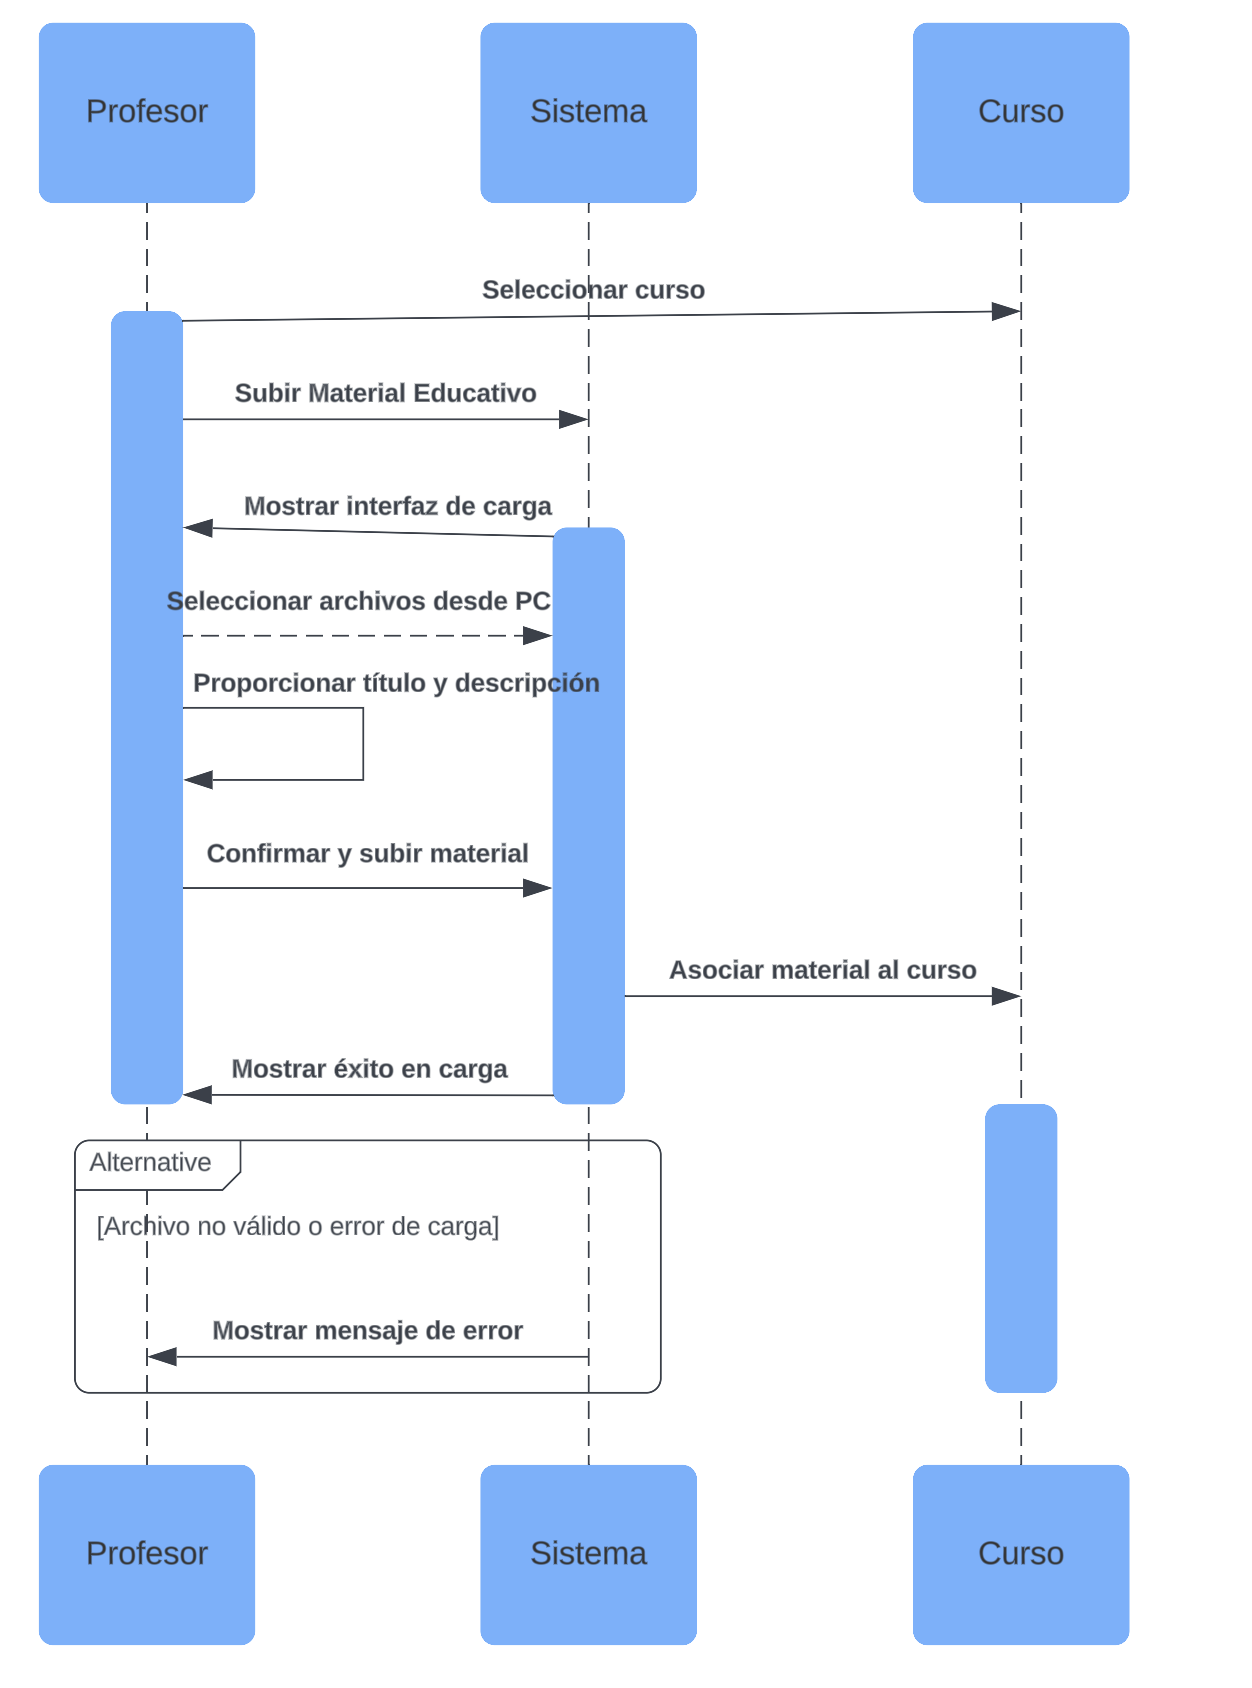 Profesor
Sistema
Curso
Seleccionar curso
Subir Material Educativo
Mostrar interfaz de carga
Seleccionar archivos desde PC
Proporcionar título y descripción
Confirmar y subir material
Asociar material al curso
Mostrar éxito en carga
Alternative
[Archivo no válido o error de carga]
Mostrar mensaje de error
Profesor
Sistema
Curso